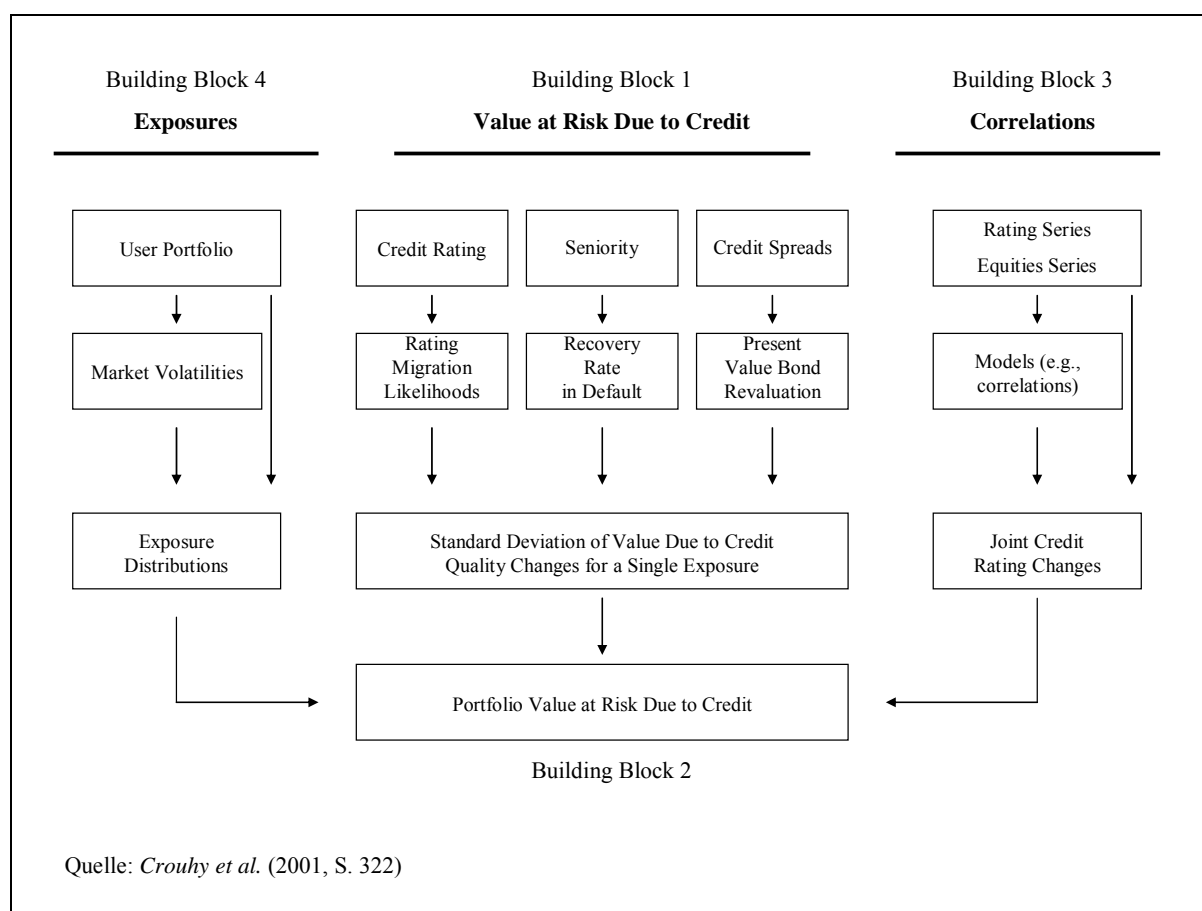 Building Block 4
Exposures
Building Block 1
Value at Risk Due to Credit
Building Block 3
Correlations
User Portfolio
Credit Rating
Seniority
Credit Spreads
Rating Series
Equities Series
Market Volatilities
Rating
Migration
Likelihoods
Recovery
Rate
in Default
Present
Value Bond
Revaluation
Models (e.g.,
correlations)
Exposure
Distributions
Standard Deviation of Value Due to Credit
Quality Changes for a Single Exposure
Joint Credit
Rating Changes
Portfolio Value at Risk Due to Credit
Building Block 2
Quelle: Crouhy et al. (2001, S. 322)